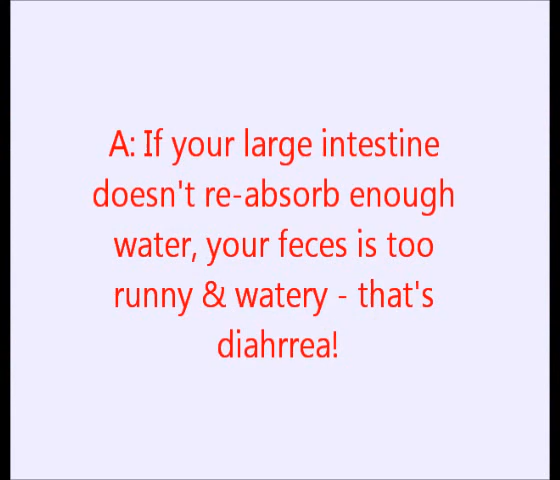 A: If your large intestine
doesn't re-absorb enough
water, your feces is too
runny & watery - that's
diahrrea!